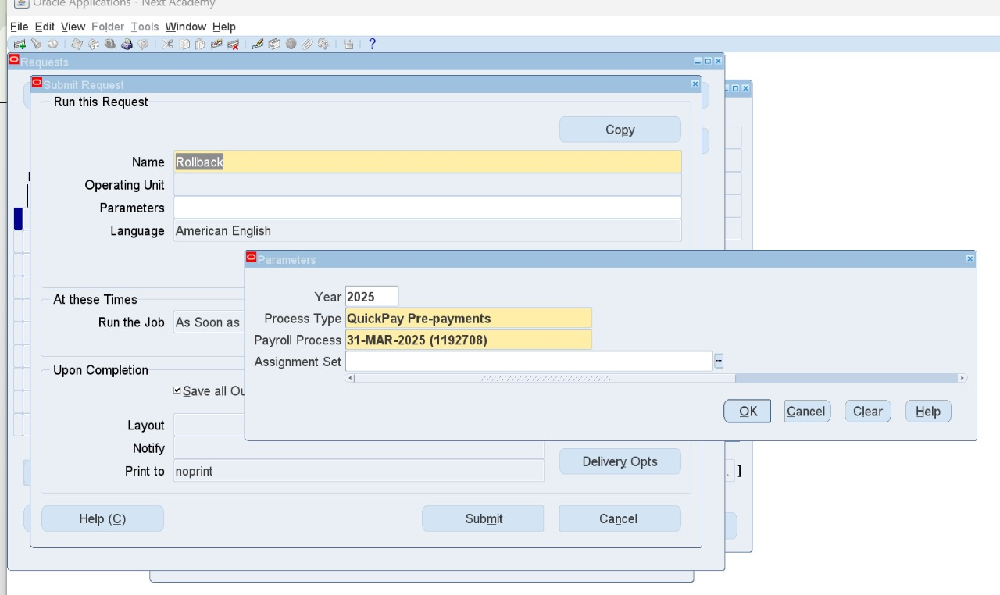 Oracle Applications - Next Academy
File Edit View Folder Tools Window Help
Requests
Submit Request
Run this Request
Copy
Name Rollback
Operating Unit
Parameters
Language American English
Parameters
Year 2025
Process Type QuickPay Pre-payments
Payroll Process 31-MAR-2025 (1192708)
Assignment Set
OK Cancel Clear Help
At these Times
Run the Job As Soon as
Upon Completion
Save all Ou
Layout
Notify
Print to noprint
Delivery Opts
. ]
Help (C) Submit Cancel